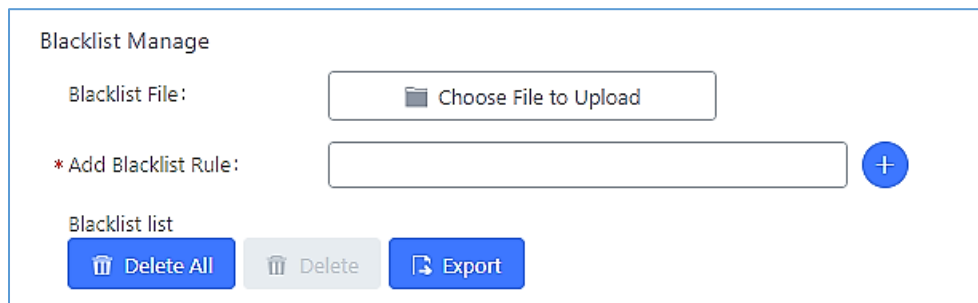 Blacklist Manage
Blacklist File:
Choose File to Upload
* Add Blacklist Rule:
Blacklist list
Delete All
Delete
Export